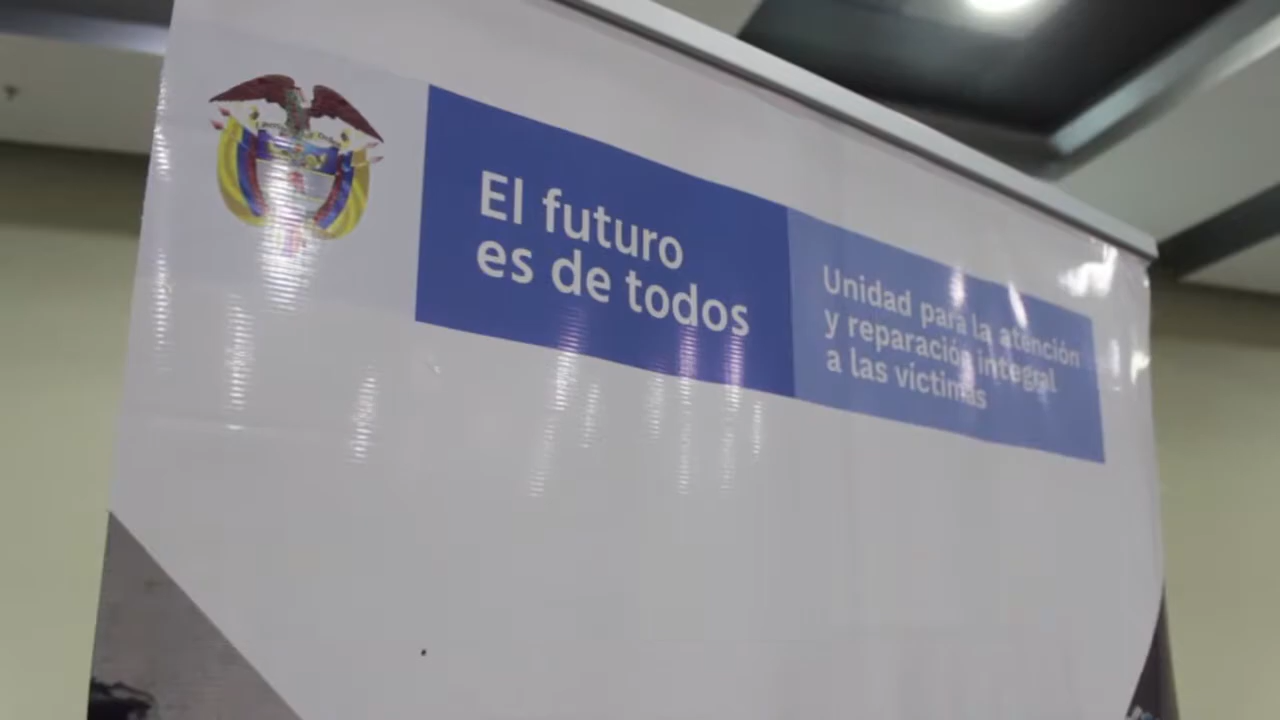 El futuro
es de todos
Unidad para la atención
y reparación integral
a las víctimas